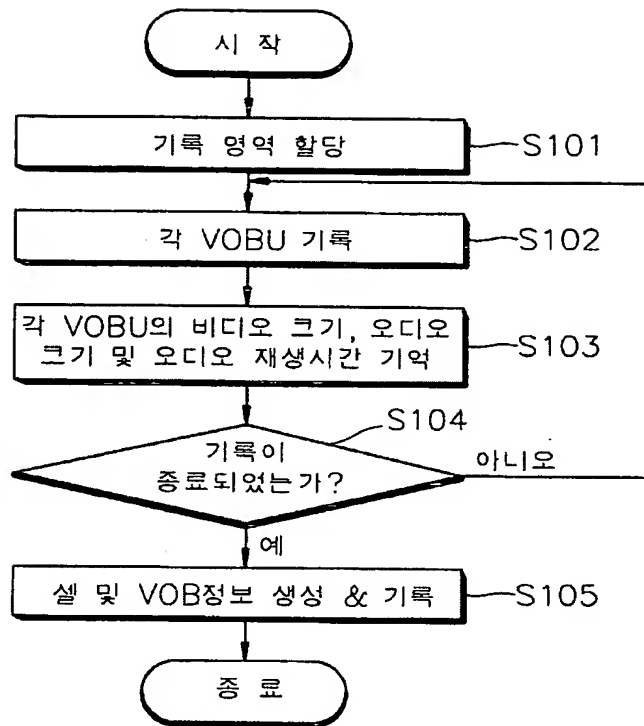 시 작
기록 영역 할당
S101
각 VOBU 기록
S102
각 VOBU의 비디오 크기, 오디오
크기 및 오디오 재생시간 기억
S103
S104
기록이
종료되었는가?
아니오
예
셀 및 VOB정보 생성 & 기록
S105
종 료